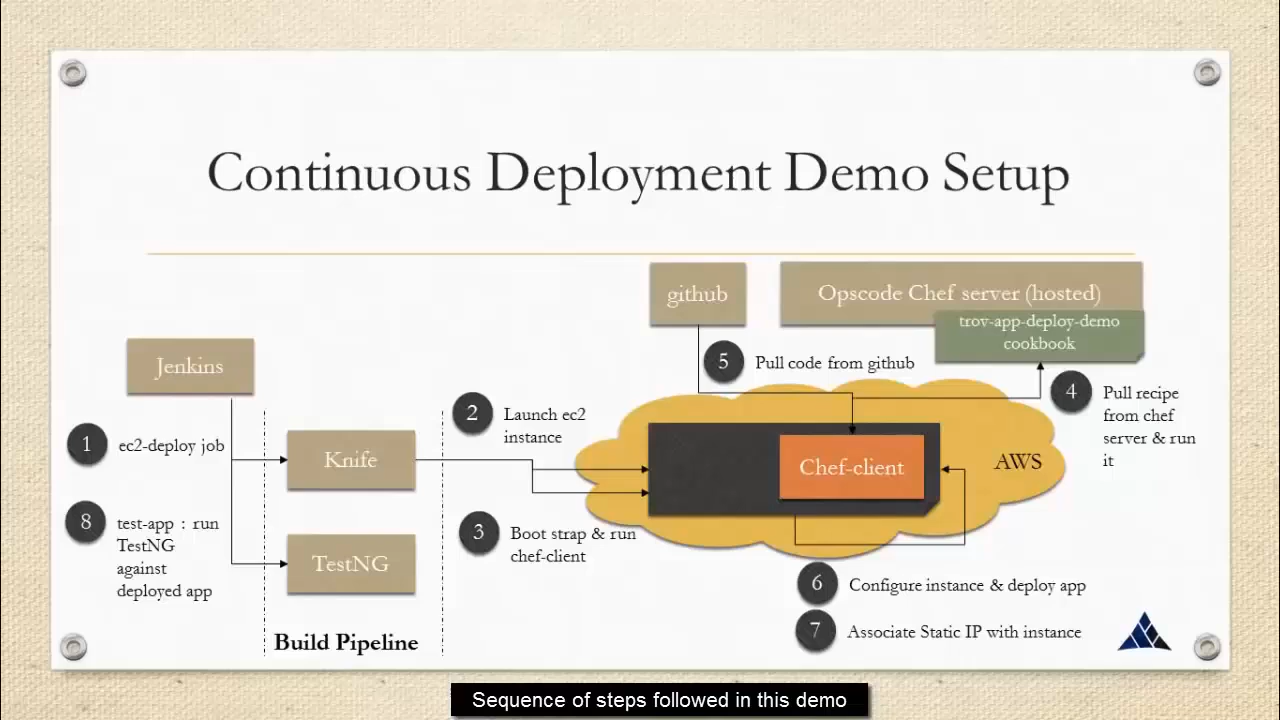 Continuous Deployment Demo Setup
github
Opscode Chef server (hosted)
trov-app-deploy-demo
cookbook
Jenkins
5
Pull code from github
4
Pull recipe
from chef
server & run
it
1
ec2-deploy job
Knife
2
Launch ec2
instance
Chef-client
AWS
8
test-app : run
TestNG
against
deployed app
TestNG
3
Boot strap & run
chef-client
6
Configure instance & deploy app
7
Associate Static IP with instance
Build Pipeline
Sequence of steps followed in this demo